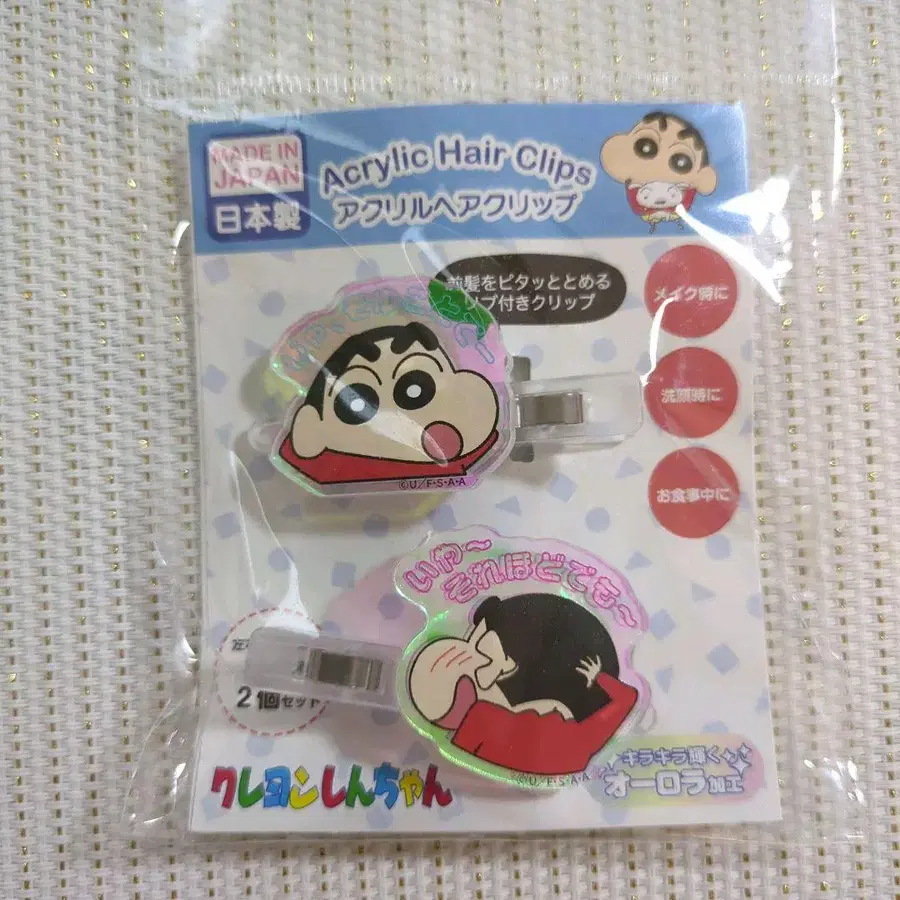 MADE IN
JAPAN
日本製
Acrylic Hair Clips
アクリルヘアクリップ
前髪をピタッととめる
リブ付きクリップ
メイク時に
洗顔時に
お食事中に
©U/F・S・A・A
いや〜
それほどでも〜
2個セット
©U/F・S・A・A
クレヨンしんちゃん
キラキラ輝く
オーロラ加工